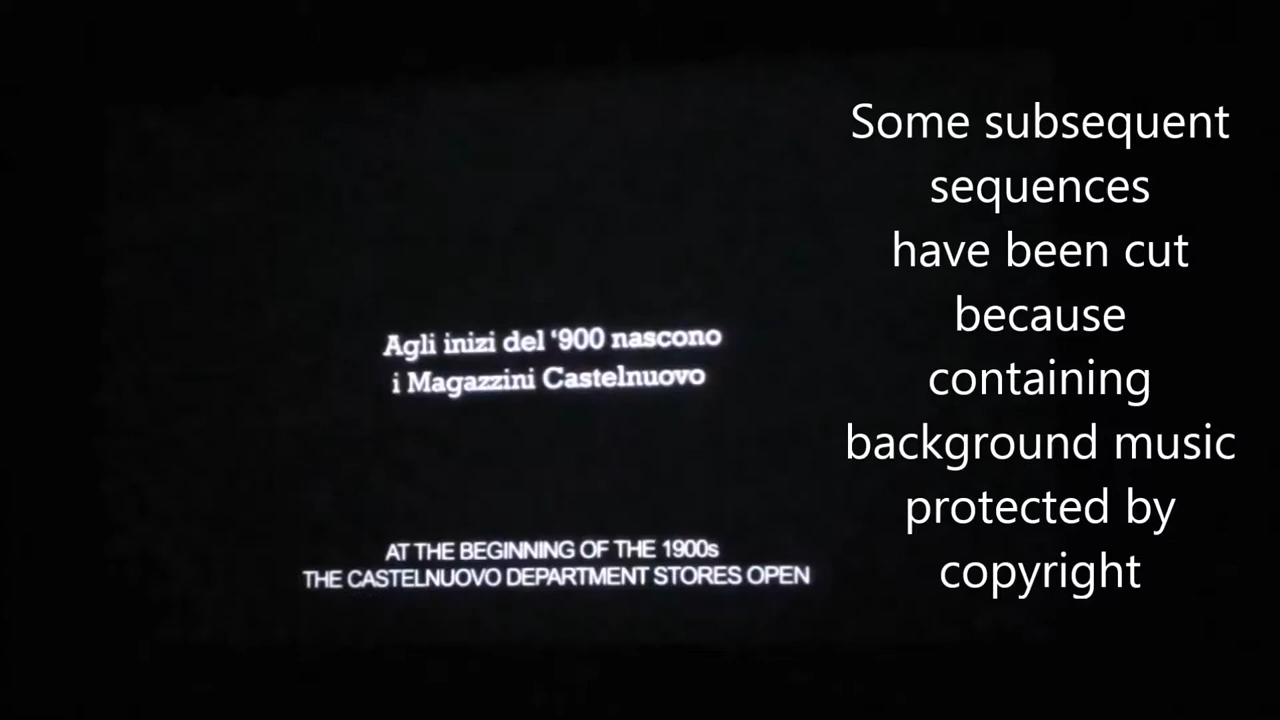 Agli inizi del ‘900 nascono
i Magazzini Castelnuovo
AT THE BEGINNING OF THE 1900s
THE CASTELNUOVO DEPARTMENT STORES OPEN
Some subsequent
sequences
have been cut
because
containing
background music
protected by
copyright